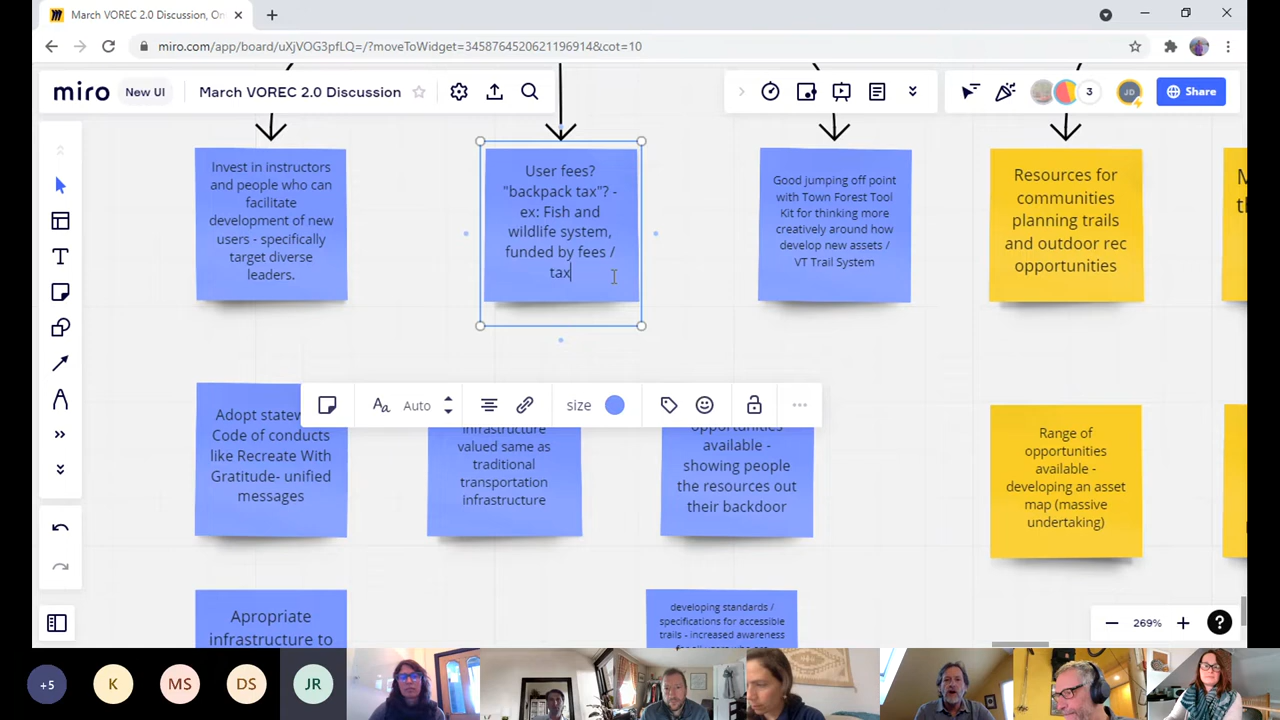 March VOREC 2.0 Discussion, On
miro.com/app/board/uXjVOG3pfLQ=/?moveToWidget=3458764520621196914&cot=10
miro
New UI
March VOREC 2.0 Discussion
3
JD
Share
Invest in instructors
and people who can
facilitate
development of new
users - specifically
target diverse
leaders.
User fees?
"backpack tax"? -
ex: Fish and
wildlife system,
funded by fees /
tax
Good jumping off point
with Town Forest Tool
Kit for thinking more
creatively around how
develop new assets /
VT Trail System
Resources for
communities
planning trails
and outdoor rec
opportunities
Auto
size
Adopt
Code of conducts
like Recreate With
Gratitude- unified
messages
infrastructure
valued same as
traditional
transportation
infrastructure
opportunities
available -
showing people
the resources out
their backdoor
Range of
opportunities
available -
developing an asset
map (massive
undertaking)
Apropriate
infrastructure to
developing standards /
specifications for accessible
trails - increased awareness
269%
+5
K
MS
DS
JR